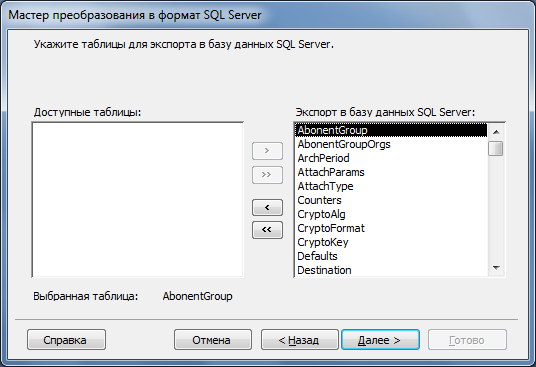 Мастер преобразования в формат SQL Server
Укажите таблицы для экспорта в базу данных SQL Server.
Доступные таблицы:
Экспорт в базу данных SQL Server:
AbonentGroup
AbonentGroupOrgs
ArchPeriod
AttachParams
AttachType
Counters
CryptoAlg
CryptoFormat
CryptoKey
Defaults
Destination
>
>>
<
<<
Выбранная таблица: AbonentGroup
Справка Отмена < Назад Далее > Готово